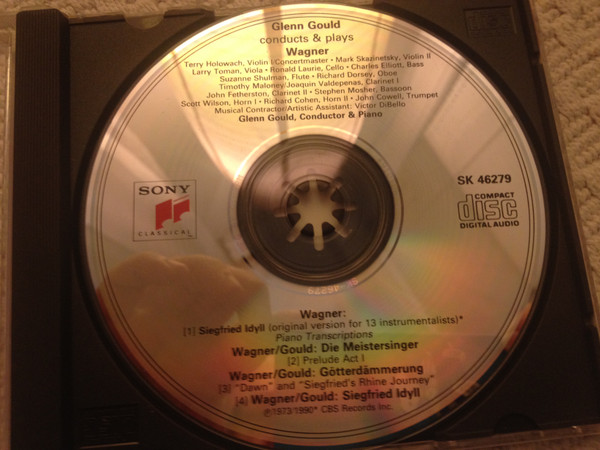 Glenn Gould
conducts & plays
Wagner
Terry Holowach, Violin I/Concertmaster • Mark Skazinetsky, Violin II
Larry Toman, Viola • Ronald Laurie, Cello • Charles Elliott, Bass
Suzanne Shulman, Flute • Richard Dorsey, Oboe
Timothy Maloney/Joaquin Valdepenas, Clarinet I
John Fetherston, Clarinet II • Stephen Mosher, Bassoon
Scott Wilson, Horn I • Richard Cohen, Horn II • John Cowell, Trumpet
Musical Contractor/Artistic Assistant: Victor DiBello
Glenn Gould, Conductor & Piano
SONY
CLASSICAL
SK 46279
COMPACT
disc
DIGITAL AUDIO
Wagner:
[1] Siegfried Idyll (original version for 13 instrumentalists)*
Piano Transcriptions
Wagner/Gould: Die Meistersinger
[2] Prelude Act I
Wagner/Gould: Götterdämmerung
[3] "Dawn" and "Siegfried's Rhine Journey"
[4] Wagner/Gould: Siegfried Idyll
℗1973/1990* CBS Records Inc.